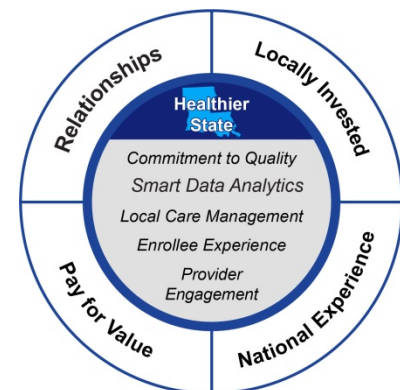 Relationships
Locally Invested
Healthier
State
Commitment to Quality
Smart Data Analytics
Local Care Management
Enrollee Experience
Provider
Engagement
Pay for Value
National Experience